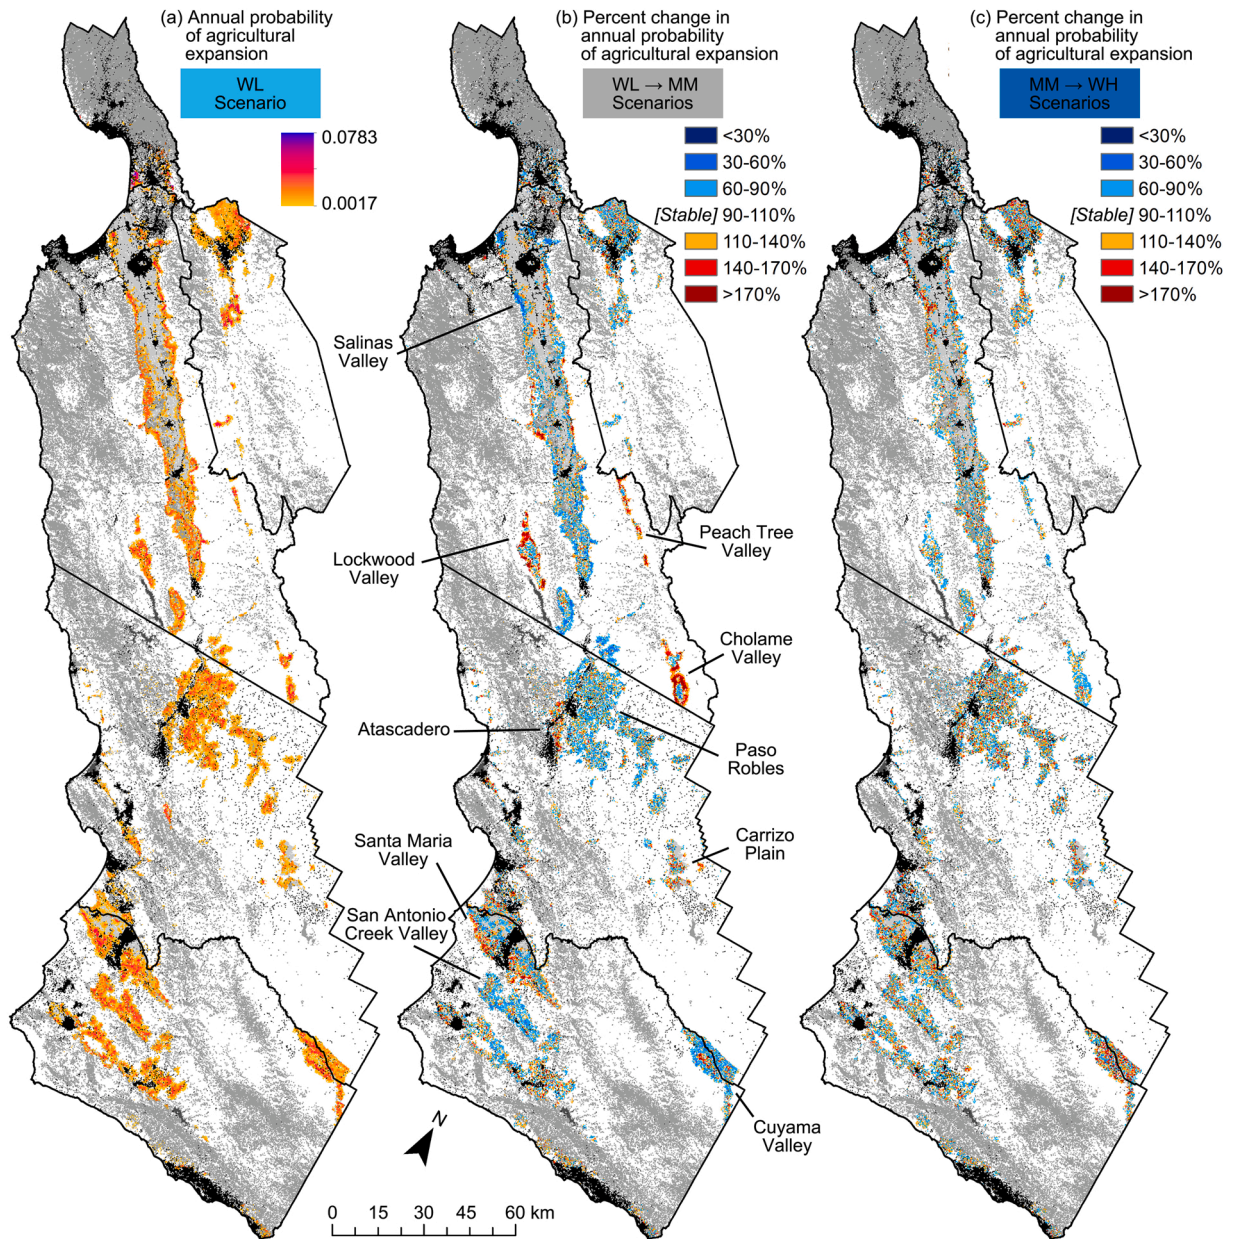 (a) Annual probability
of agricultural
expansion
WL
Scenario
0.0783
0.0017
(b) Percent change in
annual probability
of agricultural expansion
WL → MM
Scenarios
<30%
30-60%
60-90%
[Stable] 90-110%
110-140%
140-170%
>170%
(c) Percent change in
annual probability
of agricultural expansion
MM → WH
Scenarios
<30%
30-60%
60-90%
[Stable] 90-110%
110-140%
140-170%
>170%
Salinas
Valley
Lockwood
Valley
Peach Tree
Valley
Cholame
Valley
Atascadero
Paso
Robles
Santa Maria
Valley
Carrizo
Plain
San Antonio
Creek Valley
Cuyama
Valley
N
0 15 30 45 60 km